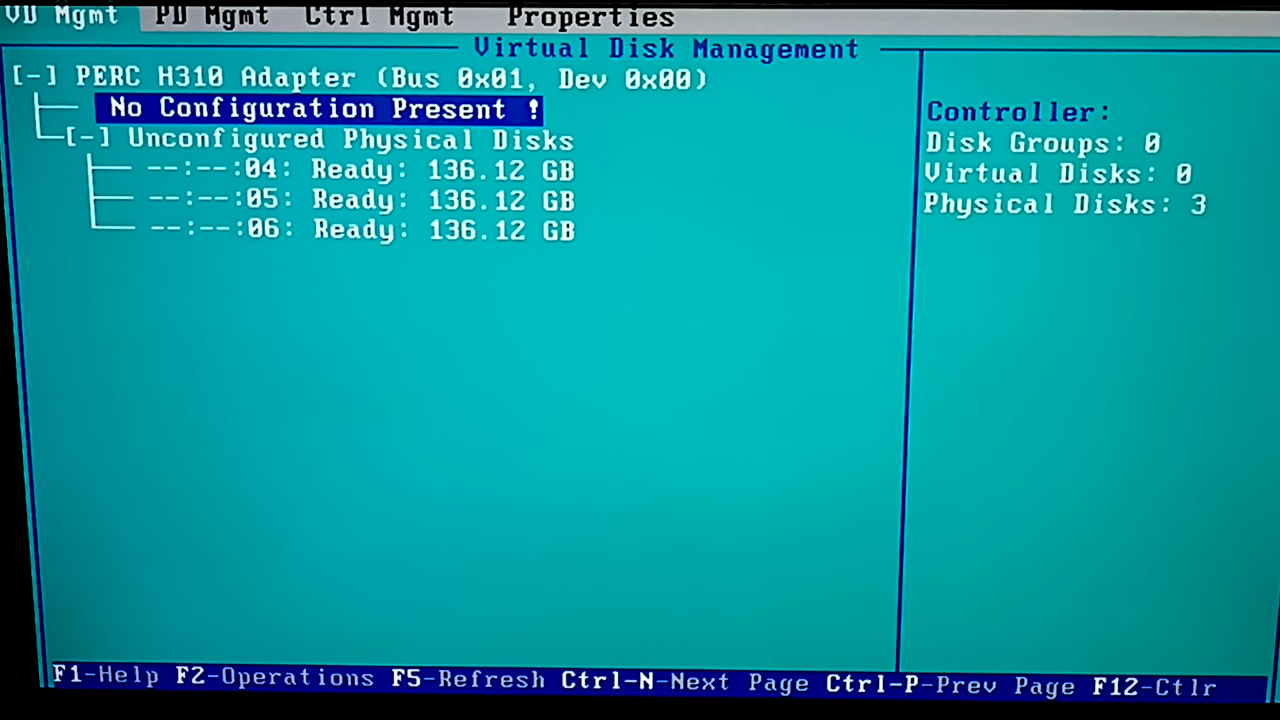 VD Mgmt PD Mgmt Ctrl Mgmt Properties
Virtual Disk Management
[-] PERC H310 Adapter (Bus 0x01, Dev 0x00)
No Configuration Present !
[-] Unconfigured Physical Disks
--:--:04: Ready: 136.12 GB
--:--:05: Ready: 136.12 GB
--:--:06: Ready: 136.12 GB
Controller:
Disk Groups: 0
Virtual Disks: 0
Physical Disks: 3
F1-Help F2-Operations F5-Refresh Ctrl-N-Next Page Ctrl-P-Prev Page F12-Ctlr